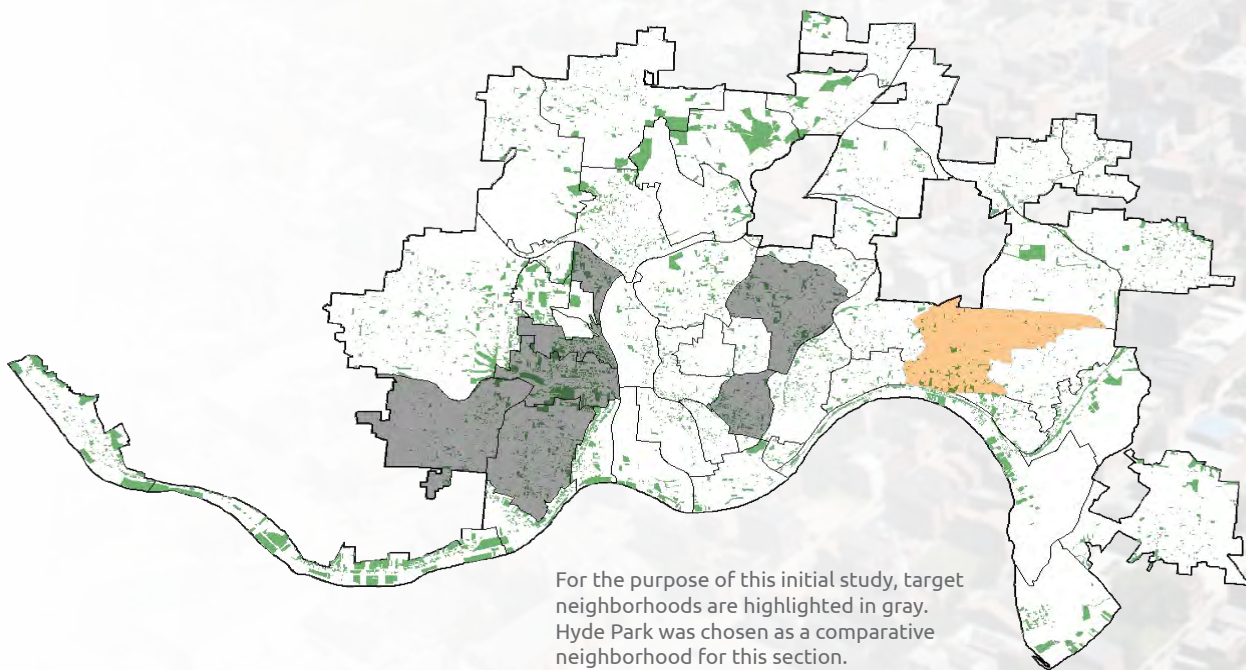 For the purpose of this initial study, target
neighborhoods are highlighted in gray.
Hyde Park was chosen as a comparative
neighborhood for this section.